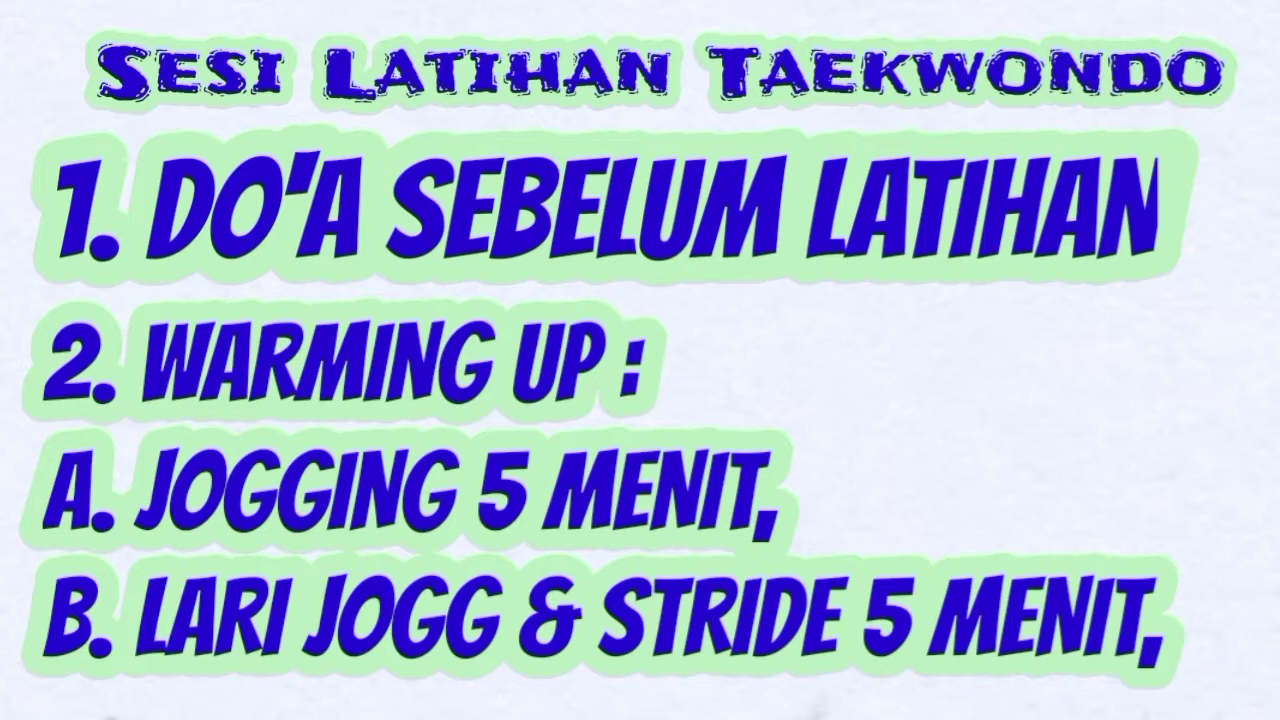 Sesi Latihan Taekwondo
1. DO'A SEBELUM LATIHAN
2. WARMING UP :
A. JOGGING 5 MENIT,
B. LARI JOGG & STRIDE 5 MENIT,